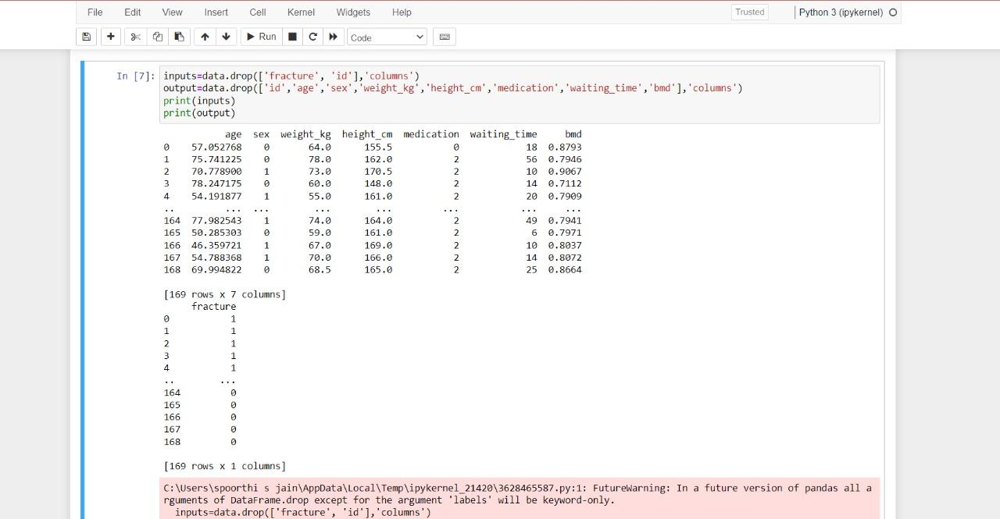 File Edit View Insert Cell Kernel Widgets Help Trusted Python 3 (ipykernel)
Run Code
In [7]: inputs=data.drop(['fracture', 'id'],'columns')
output=data.drop(['id','age','sex','weight_kg','height_cm','medication','waiting_time','bmd'],'columns')
print(inputs)
print(output)
age sex weight_kg height_cm medication waiting_time bmd
0 57.052768 0 64.0 155.5 0 18 0.8793
1 75.741225 0 78.0 162.0 2 56 0.7946
2 70.778900 1 73.0 170.5 2 10 0.9067
3 78.247175 0 60.0 148.0 2 14 0.7112
4 54.191877 1 55.0 161.0 2 20 0.7909
.. ... ... ... ... ... ... ...
164 77.982543 1 74.0 164.0 2 49 0.7941
165 50.285303 0 59.0 161.0 2 6 0.7971
166 46.359721 1 67.0 169.0 2 10 0.8037
167 54.788368 1 70.0 166.0 2 14 0.8072
168 69.994822 0 68.5 165.0 2 25 0.8664
[169 rows x 7 columns]
fracture
0 1
1 1
2 1
3 1
4 1
.. ...
164 0
165 0
166 0
167 0
168 0
[169 rows x 1 columns]
C:\Users\spoorthi s jain\AppData\Local\Temp\ipykernel_21420\3628465587.py:1: FutureWarning: In a future version of pandas all a
rguments of DataFrame.drop except for the argument 'labels' will be keyword-only.
inputs=data.drop(['fracture', 'id'],'columns')